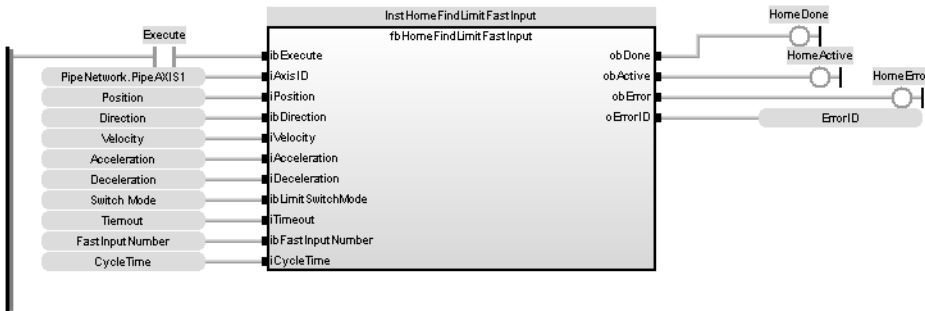 Inst Home Find Limit Fast Input
HomeDone
Execute
fb Home Find Limit Fast Input
ibExecute
obDone
HomeActive
PipeNetwork.PipeAXIS1
iAxisID
obActive
HomeErro
Position
iPosition
obError
Direction
ibDirection
oErrorID
ErrorID
Velocity
iVelocity
Acceleration
iAcceleration
Deceleration
iDeceleration
Switch Mode
ibLimitSwitchMode
Tiemout
iTimeout
FastInputNumber
ibFastInputNumber
CycleTime
iCycleTime